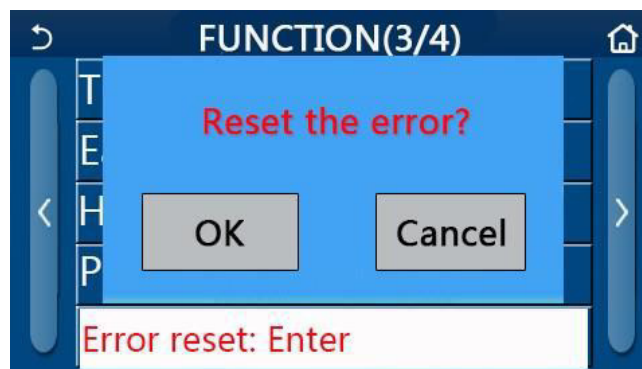 FUNCTION(3/4)
Reset the error?
OK
Cancel
Error reset: Enter